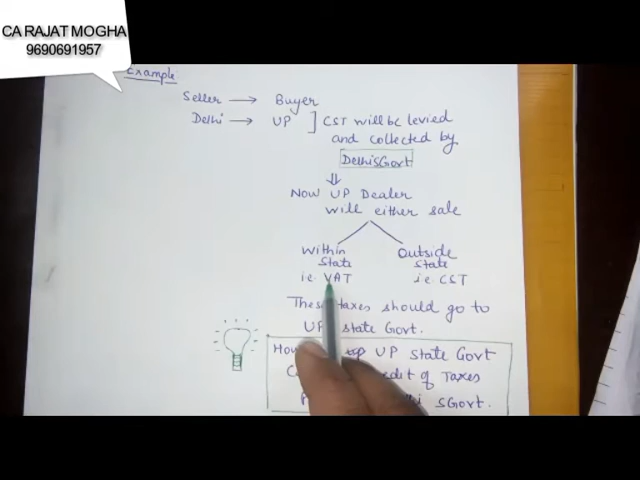 CA RAJAT MOGHA
9690691957
Example
Seller → Buyer
Delhi → UP ] CST will be levied
and collected by
Delhi SGovt
⇓
Now UP Dealer
will either sale
Within
State
i.e. VAT
Outside
State
i.e. CST
These taxes should go to
UP state Govt.
UP state Govt
of Taxes
SGovt.